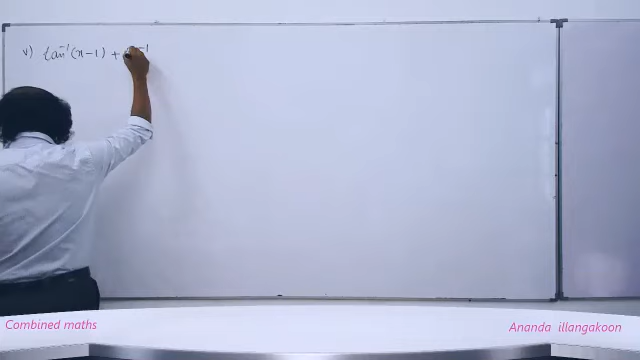 v) tan⁻¹(x-1) +
Combined maths
Ananda illangakoon